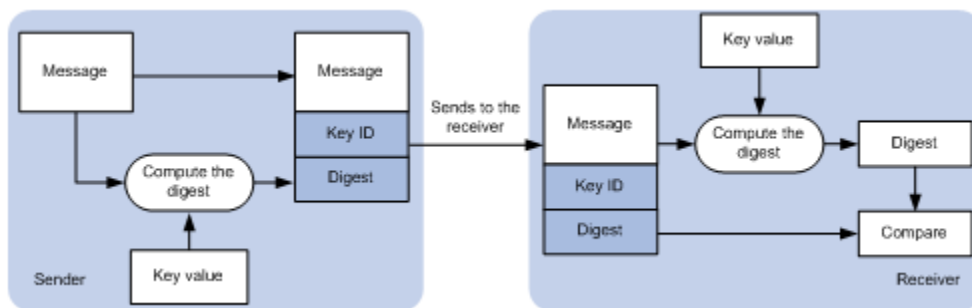 Message
Message
Key ID
Digest
Compute the
digest
Key value
Sender
Sends to the
receiver
Key value
Message
Key ID
Digest
Compute the
digest
Digest
Compare
Receiver